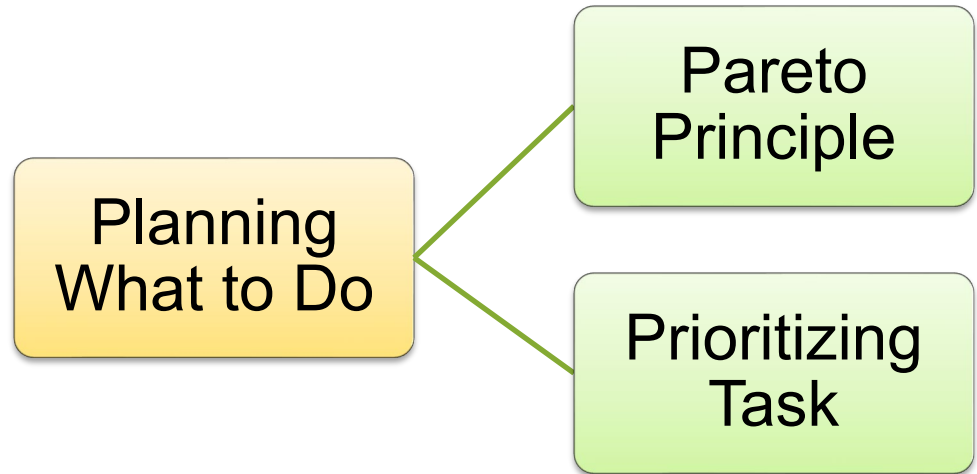 Planning
What to Do
Pareto
Principle
Prioritizing
Task